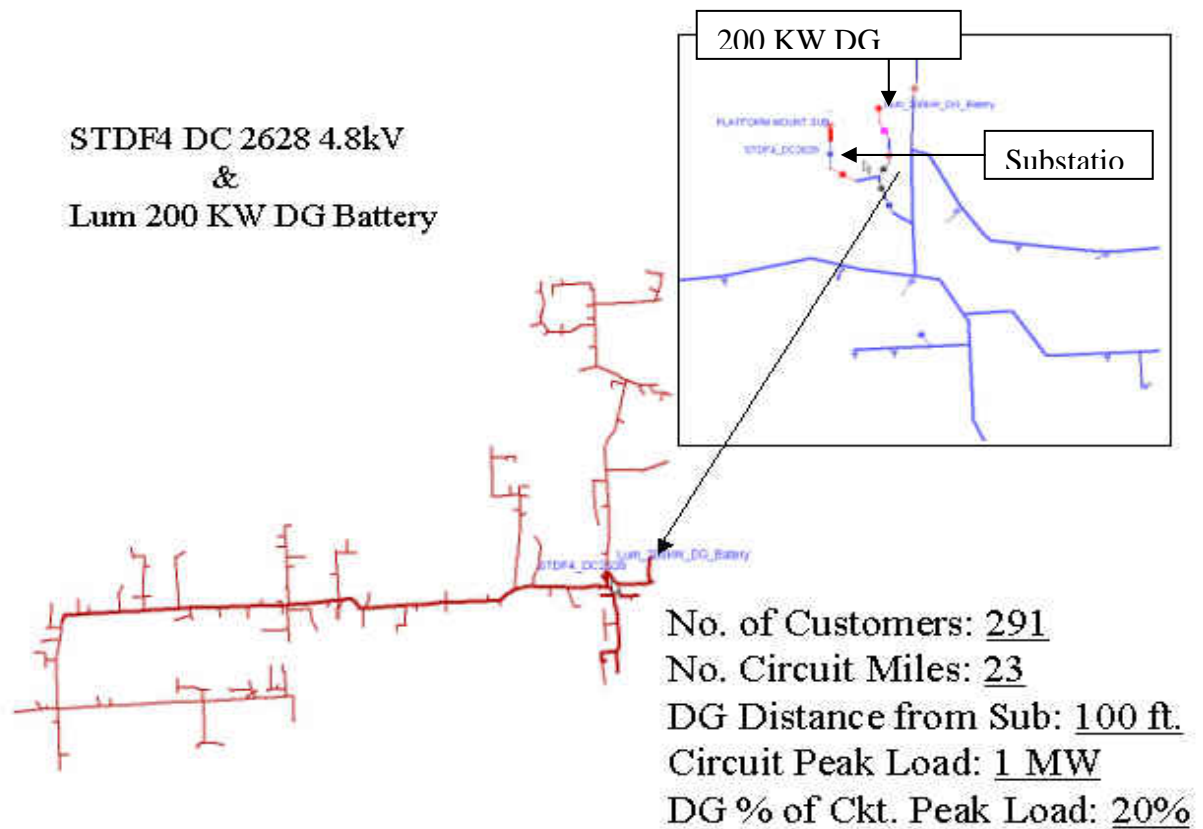 200 KW DG
STDF4 DC 2628 4.8kV
&
Lum 200 KW DG Battery
PLATFORM MOUNT SUB
STDF4_DC2628
Substatio
Lum_200kW_DG_Battery
STDF4_DC2628
No. of Customers: 291
No. Circuit Miles: 23
DG Distance from Sub: 100 ft.
Circuit Peak Load: 1 MW
DG % of Ckt. Peak Load: 20%